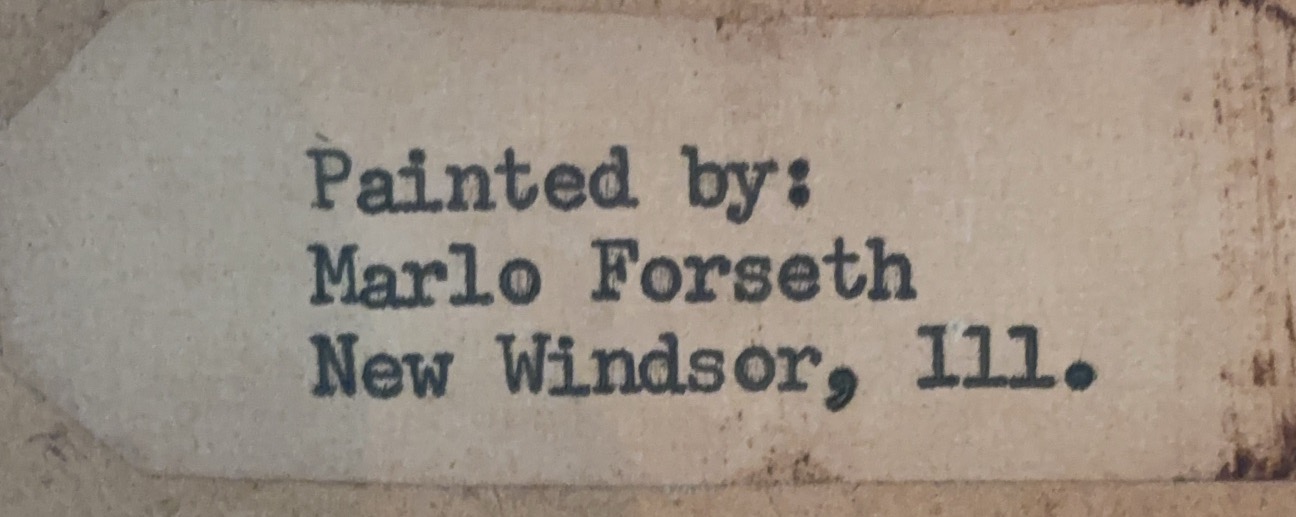 Painted by:
Marlo Forseth
New Windsor, Ill.